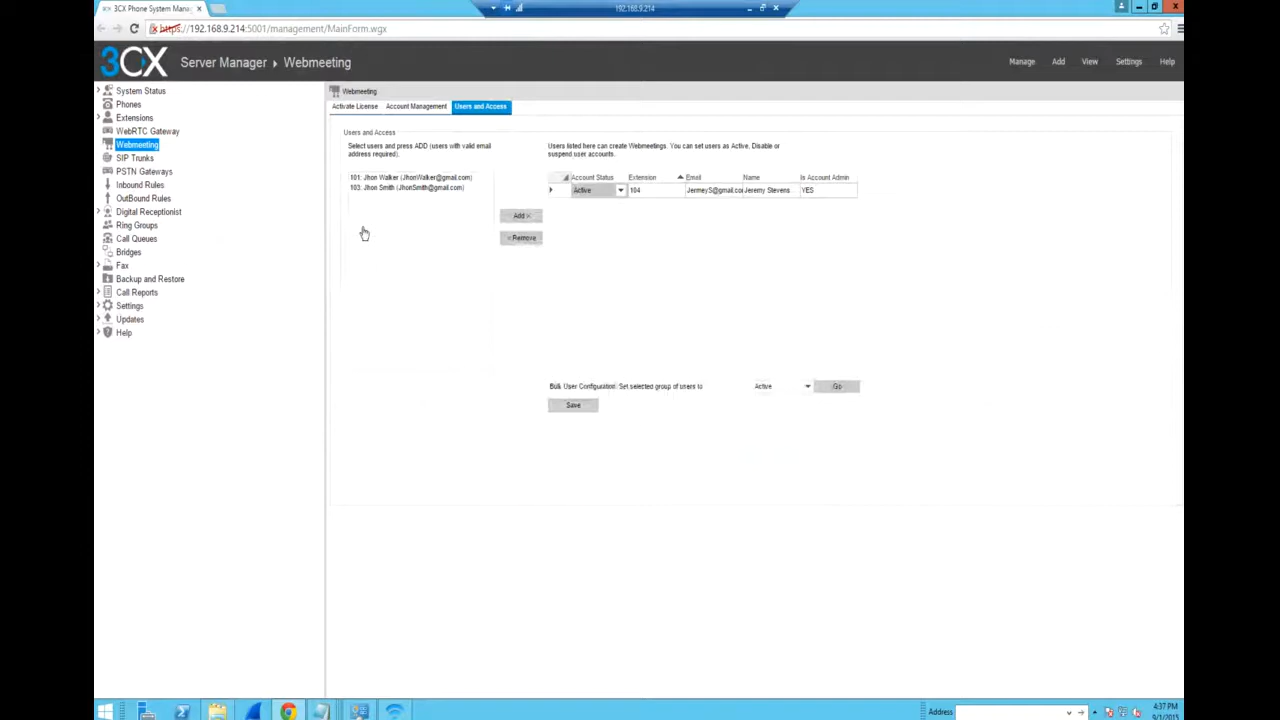 3CX Phone System Mana
192.168.9.214
https://192.168.9.214:5001/management/MainForm.wgx
3CX
Server Manager ▸ Webmeeting
Manage
Add
View
Settings
Help
System Status
Phones
Extensions
WebRTC Gateway
Webmeeting
SIP Trunks
PSTN Gateways
Inbound Rules
OutBound Rules
Digital Receptionist
Ring Groups
Call Queues
Bridges
Fax
Backup and Restore
Call Reports
Settings
Updates
Help
Webmeeting
Activate License
Account Management
Users and Access
Users and Access
Select users and press ADD (users with valid email
address required).
101: Jhon Walker (JhonWalker@gmail.com)
103: Jhon Smith (JhonSmith@gmail.com)
Add >
< Remove
Users listed here can create Webmeetings. You can set users as Active, Disable or
suspend user accounts.
Account Status Extension Email Name Is Account Admin
Active 104 JermeyS@gmail.co Jeremy Stevens YES
Bulk User Configuration: Set selected group of users to Active Go
Save
Address
4:37 PM
9/1/2015